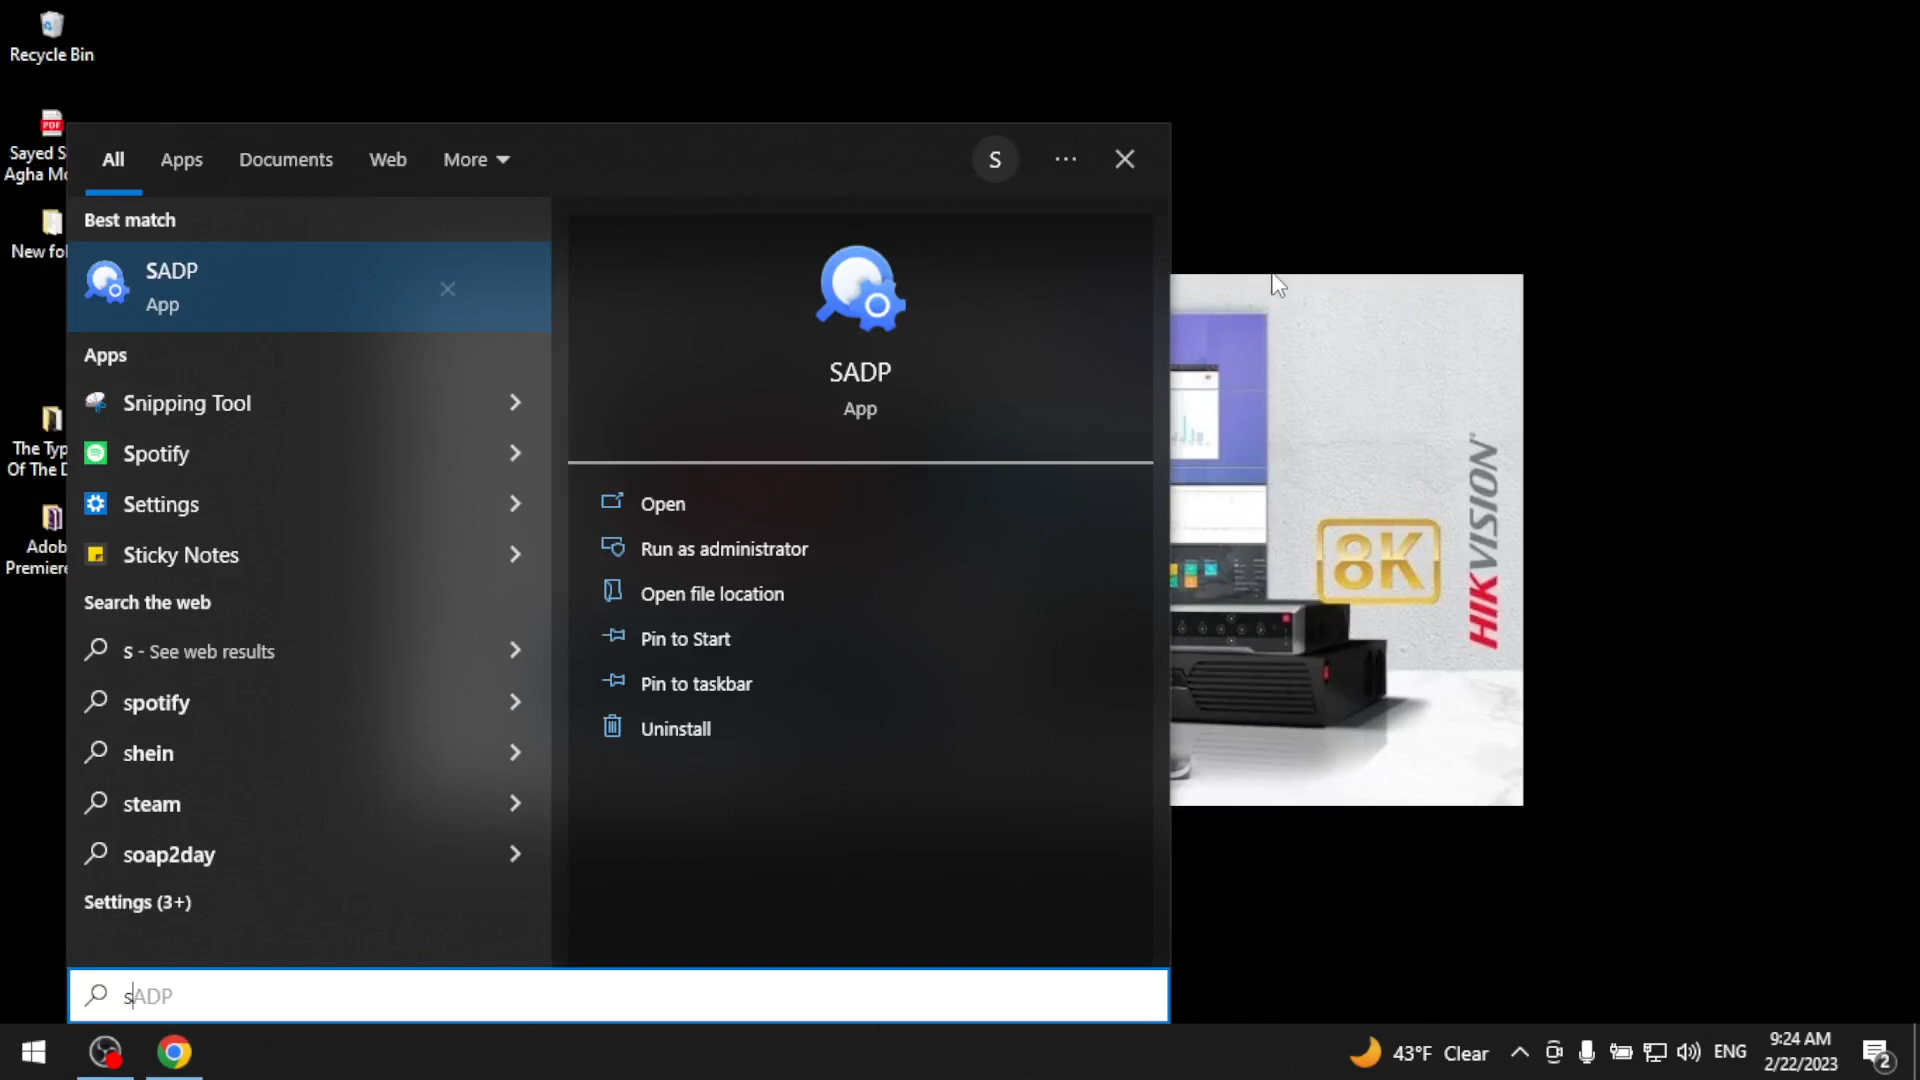 Recycle Bin
Sayed S
Agha Mo
New fol
The Typ
Of The D
Adob
Premiere
All
Apps
Documents
Web
More
S
Best match
SADP
App
Apps
Snipping Tool
Spotify
Settings
Sticky Notes
Search the web
s - See web results
spotify
shein
steam
soap2day
Settings (3+)
SADP
App
Open
Run as administrator
Open file location
Pin to Start
Pin to taskbar
Uninstall
8K
HIKVISION
sADP
43°F Clear
ENG
9:24 AM
2/22/2023
2